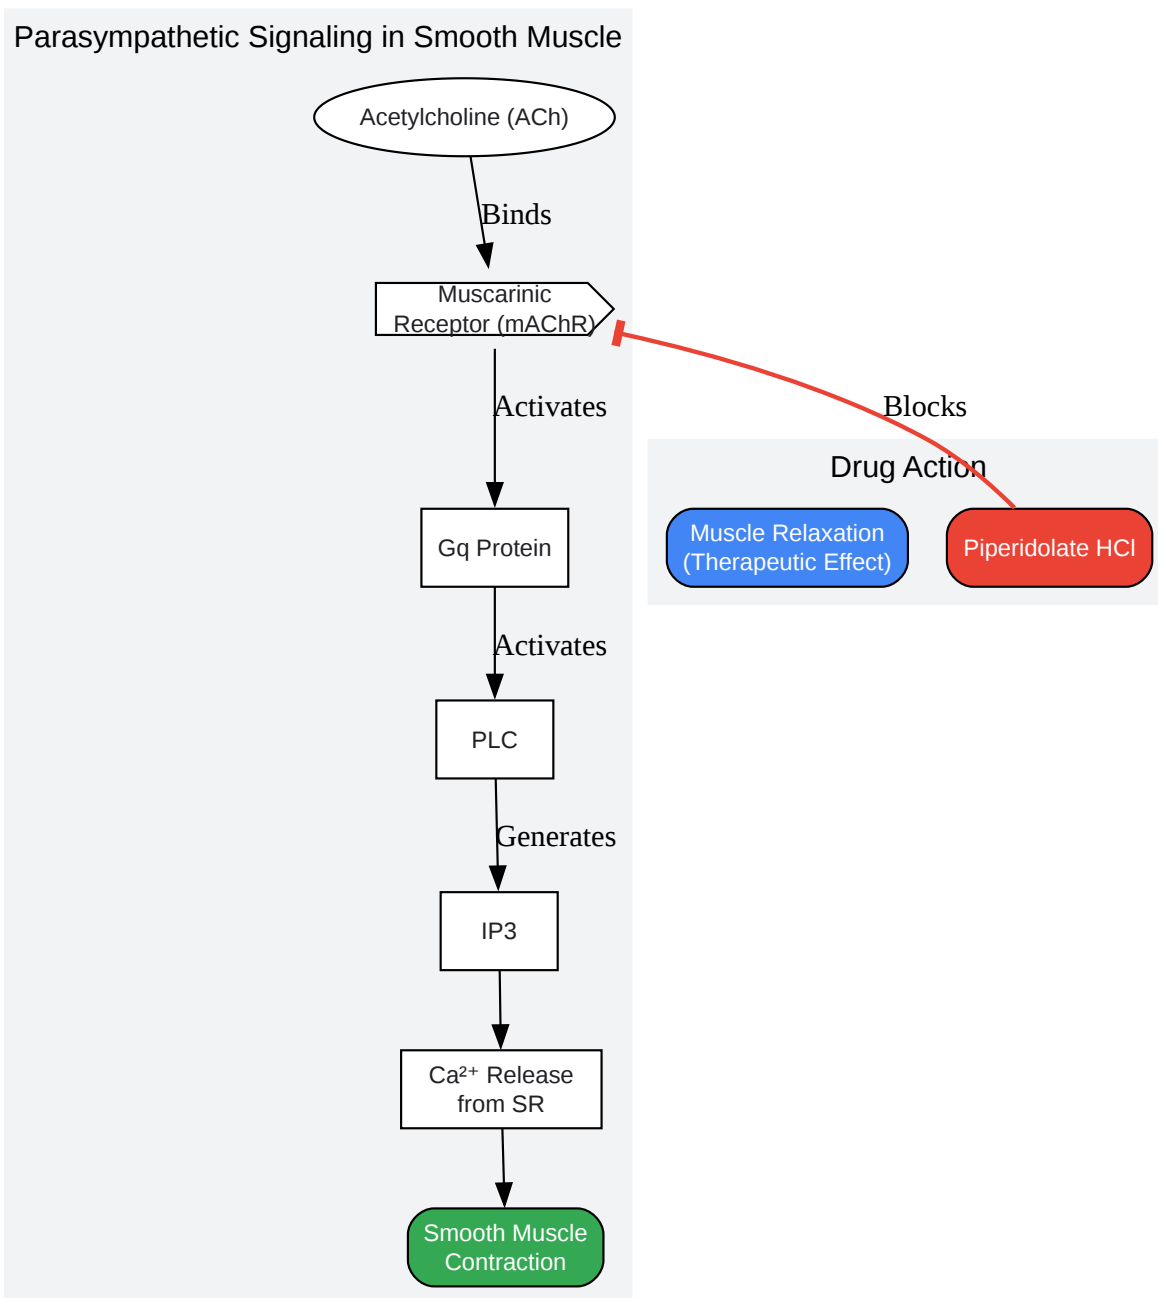 Parasympathetic Signaling in Smooth Muscle
Acetylcholine (ACh)
Binds
Muscarinic
Receptor (mAChR)
Activates
Blocks
Drug Action
Muscle Relaxation
(Therapeutic Effect)
Piperidolate HCl
Gq Protein
Activates
PLC
Generates
IP3
Ca²⁺ Release
from SR
Smooth Muscle
Contraction